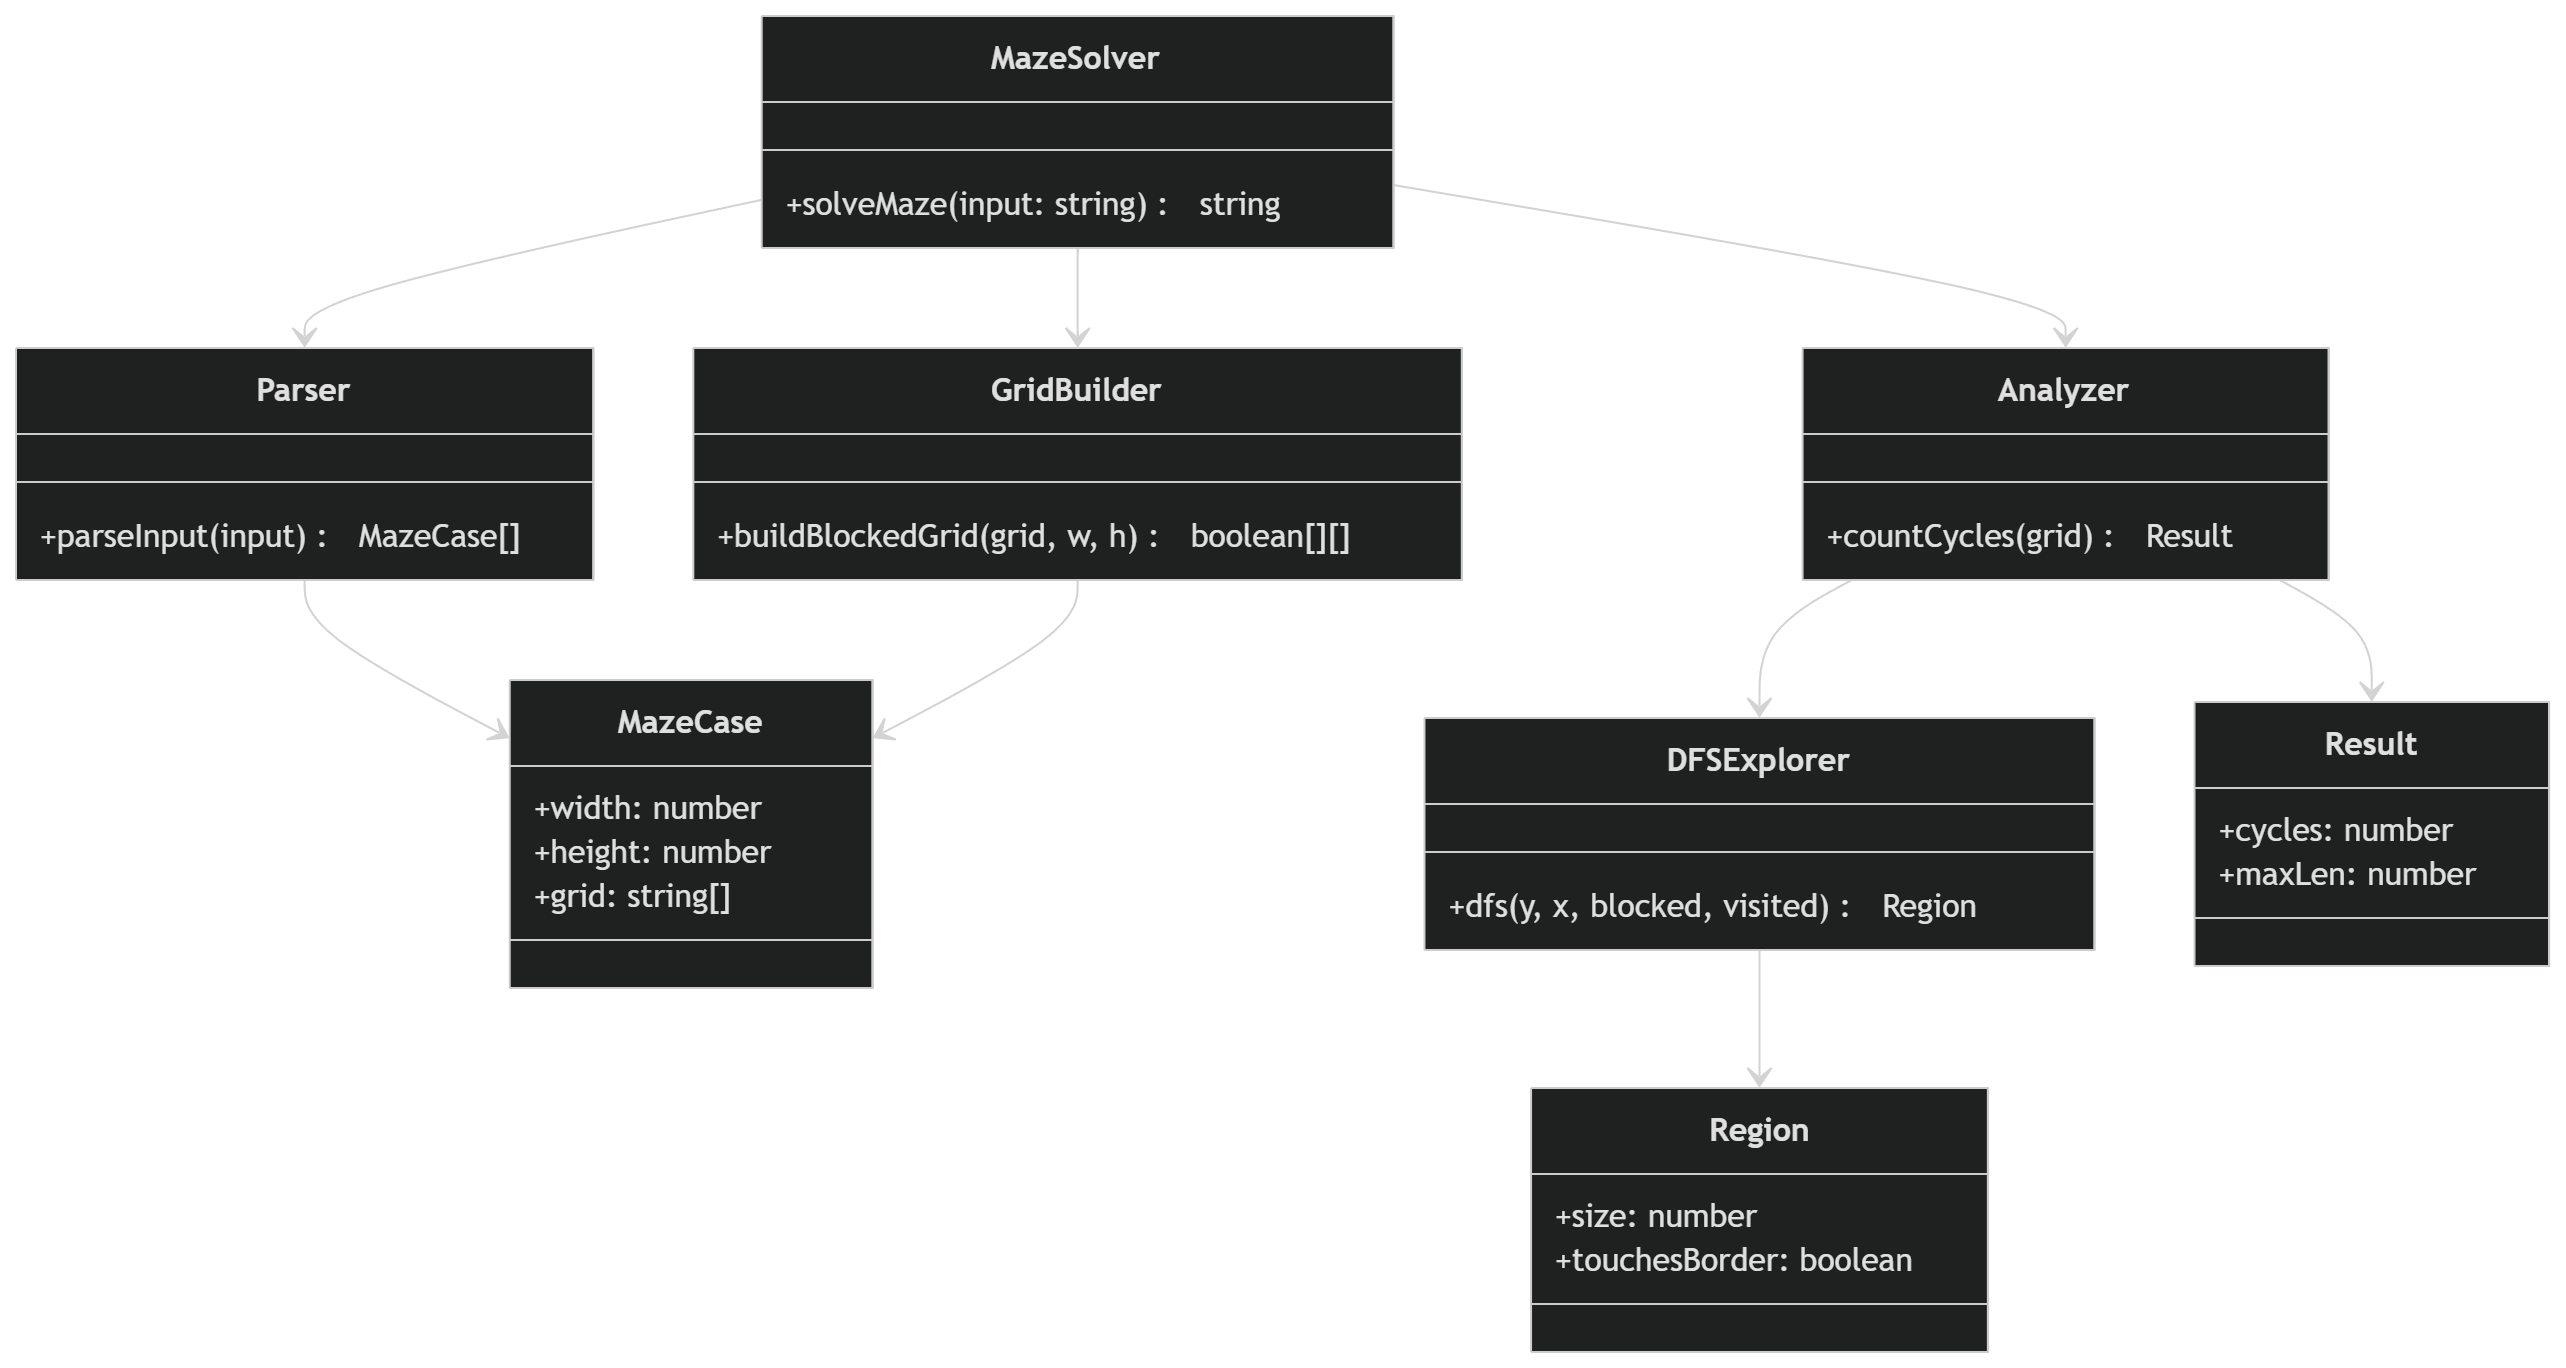 MazeSolver
+solveMaze(input: string) : string
Parser
+parseInput(input) : MazeCase[]
GridBuilder
+buildBlockedGrid(grid, w, h) : boolean[][]
Analyzer
+countCycles(grid) : Result
MazeCase
+width: number
+height: number
+grid: string[]
DFSExplorer
+dfs(y, x, blocked, visited) : Region
Result
+cycles: number
+maxLen: number
Region
+size: number
+touchesBorder: boolean